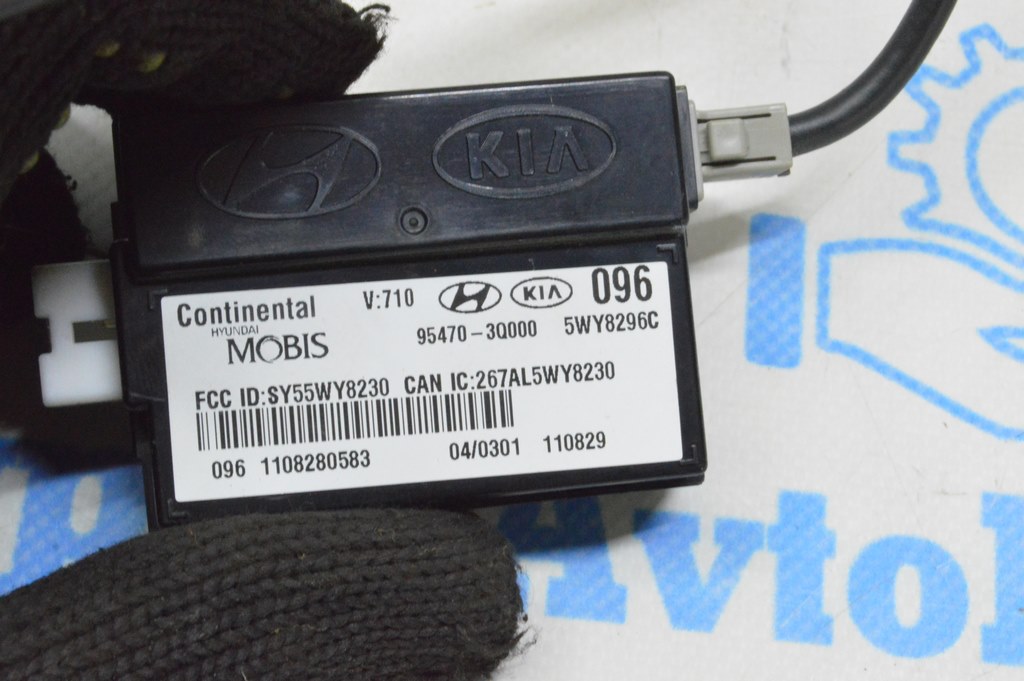 KIA
Continental V:710 KIA 096
HYUNDAI
MOBIS 95470-3Q000 5WY8296C
FCC ID:SY55WY8230 CAN IC:267AL5WY8230
096 1108280583 04/0301 110829